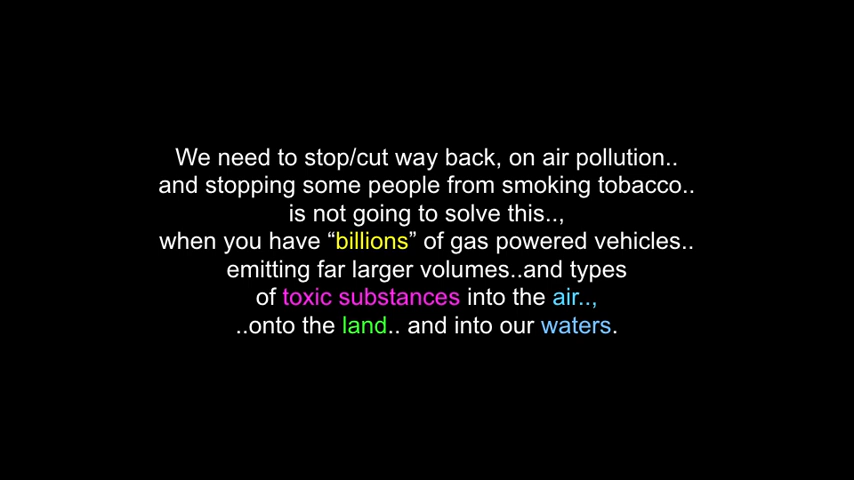 We need to stop/cut way back, on air pollution..
and stopping some people from smoking tobacco..
is not going to solve this..,
when you have “billions” of gas powered vehicles..
emitting far larger volumes..and types
of toxic substances into the air..,
..onto the land.. and into our waters.